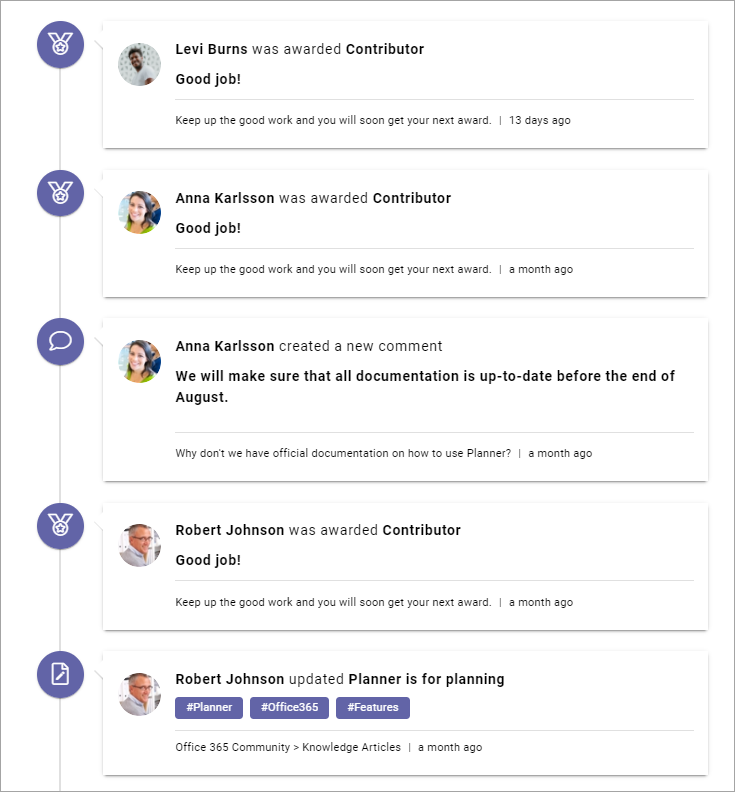 Levi Burns was awarded Contributor
Good job!
Keep up the good work and you will soon get your next award. | 13 days ago
Anna Karlsson was awarded Contributor
Good job!
Keep up the good work and you will soon get your next award. | a month ago
Anna Karlsson created a new comment
We will make sure that all documentation is up-to-date before the end of
August.
Why don't we have official documentation on how to use Planner? | a month ago
Robert Johnson was awarded Contributor
Good job!
Keep up the good work and you will soon get your next award. | a month ago
Robert Johnson updated Planner is for planning
#Planner #Office365 #Features
Office 365 Community > Knowledge Articles | a month ago